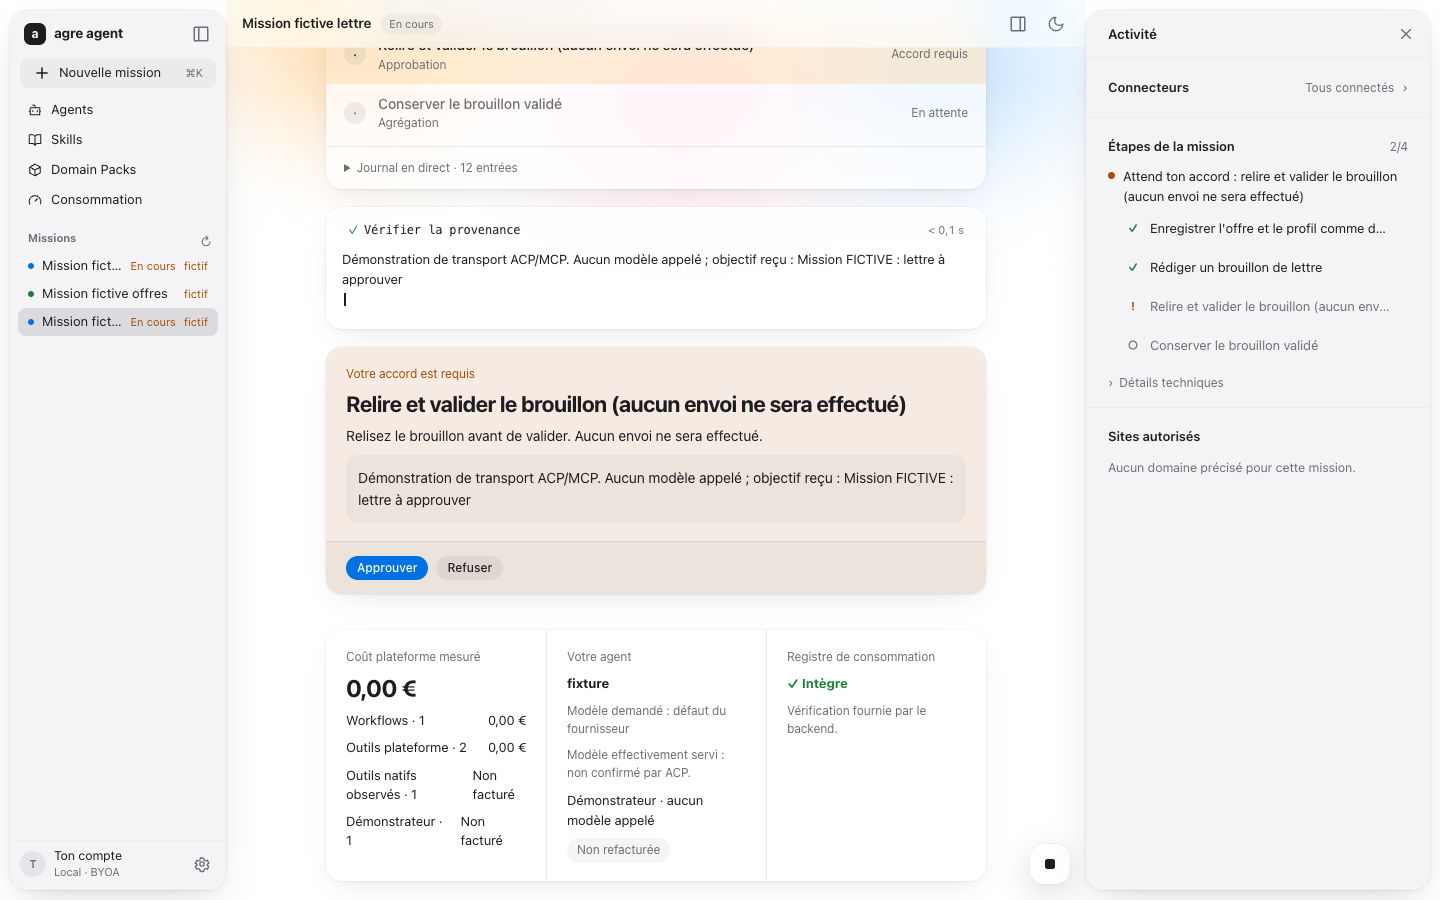 a agre agent
Nouvelle mission ⌘K
Agents
Skills
Domain Packs
Consommation
Missions
Mission fict... En cours fictif
Mission fictive offres fictif
Mission fict... En cours fictif
T
Ton compte
Local · BYOA
Mission fictive lettre En cours
Relire et valider le brouillon (aucun envoi ne sera effectué)
Approbation
Accord requis
Conserver le brouillon validé
Agrégation
En attente
Journal en direct · 12 entrées
Vérifier la provenance < 0,1 s
Démonstration de transport ACP/MCP. Aucun modèle appelé ; objectif reçu : Mission FICTIVE : lettre à
approuver
Votre accord est requis
Relire et valider le brouillon (aucun envoi ne sera effectué)
Relisez le brouillon avant de valider. Aucun envoi ne sera effectué.
Démonstration de transport ACP/MCP. Aucun modèle appelé ; objectif reçu : Mission FICTIVE :
lettre à approuver
Approuver Refuser
Coût plateforme mesuré
0,00 €
Workflows · 1 0,00 €
Outils plateforme · 2 0,00 €
Outils natifs Non
observés · 1 facturé
Démonstrateur · Non
1 facturé
Votre agent
fixture
Modèle demandé : défaut du
fournisseur
Modèle effectivement servi :
non confirmé par ACP.
Démonstrateur · aucun
modèle appelé
Non refacturée
Registre de consommation
✓ Intègre
Vérification fournie par le
backend.
Activité
Connecteurs Tous connectés ›
Étapes de la mission 2/4
Attend ton accord : relire et valider le brouillon
(aucun envoi ne sera effectué)
Enregistrer l'offre et le profil comme d...
Rédiger un brouillon de lettre
! Relire et valider le brouillon (aucun env...
Conserver le brouillon validé
› Détails techniques
Sites autorisés
Aucun domaine précisé pour cette mission.